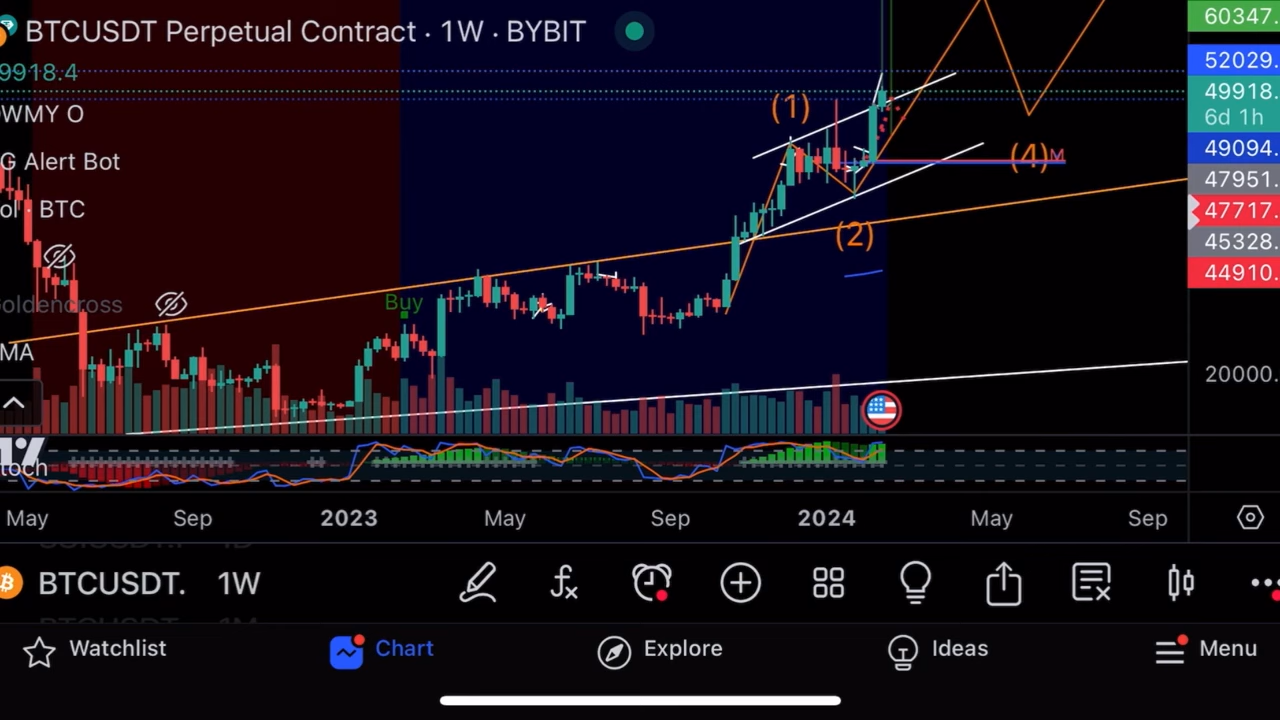 BTCUSDT Perpetual Contract · 1W · BYBIT
9918.4
WMY O
G Alert Bot
ol · BTC
oldencross
MA
toch
Buy
(1)
(2)
(4)
M
60347.
52029.
49918.
6d 1h
49094.
47951.
47717.
45328.
44910.
20000.
May Sep 2023 May Sep 2024 May Sep
BTCUSDT. 1W
Watchlist Chart Explore Ideas Menu